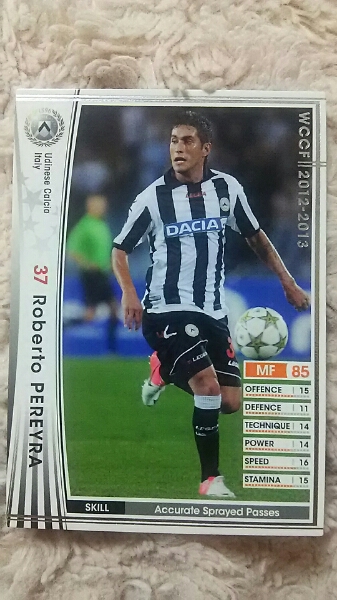 Udinese Calcio
Italy
37 Roberto PEREYRA
WCCF 2012-2013
DACIA
MF 85
OFFENCE 15
DEFENCE 11
TECHNIQUE 14
POWER 14
SPEED 16
STAMINA 15
SKILL Accurate Sprayed Passes